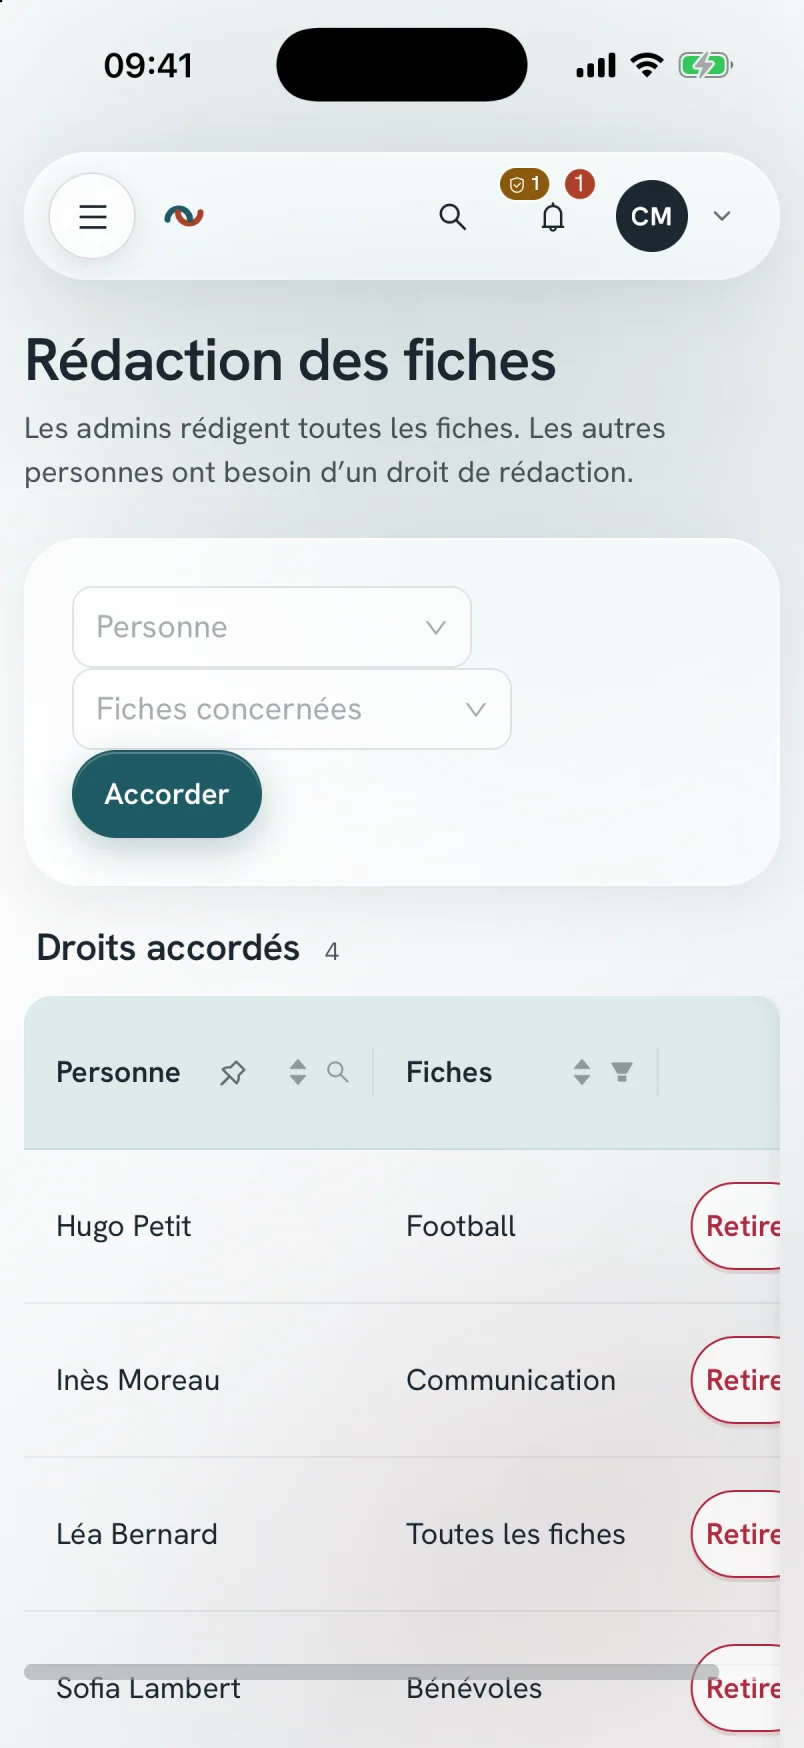 09:41
1
1
CM
Rédaction des fiches
Les admins rédigent toutes les fiches. Les autres
personnes ont besoin d’un droit de rédaction.
Personne
Fiches concernées
Accorder
Droits accordés 4
Personne Fiches
Hugo Petit Football Retire
Inès Moreau Communication Retire
Léa Bernard Toutes les fiches Retire
Sofia Lambert Bénévoles Retire